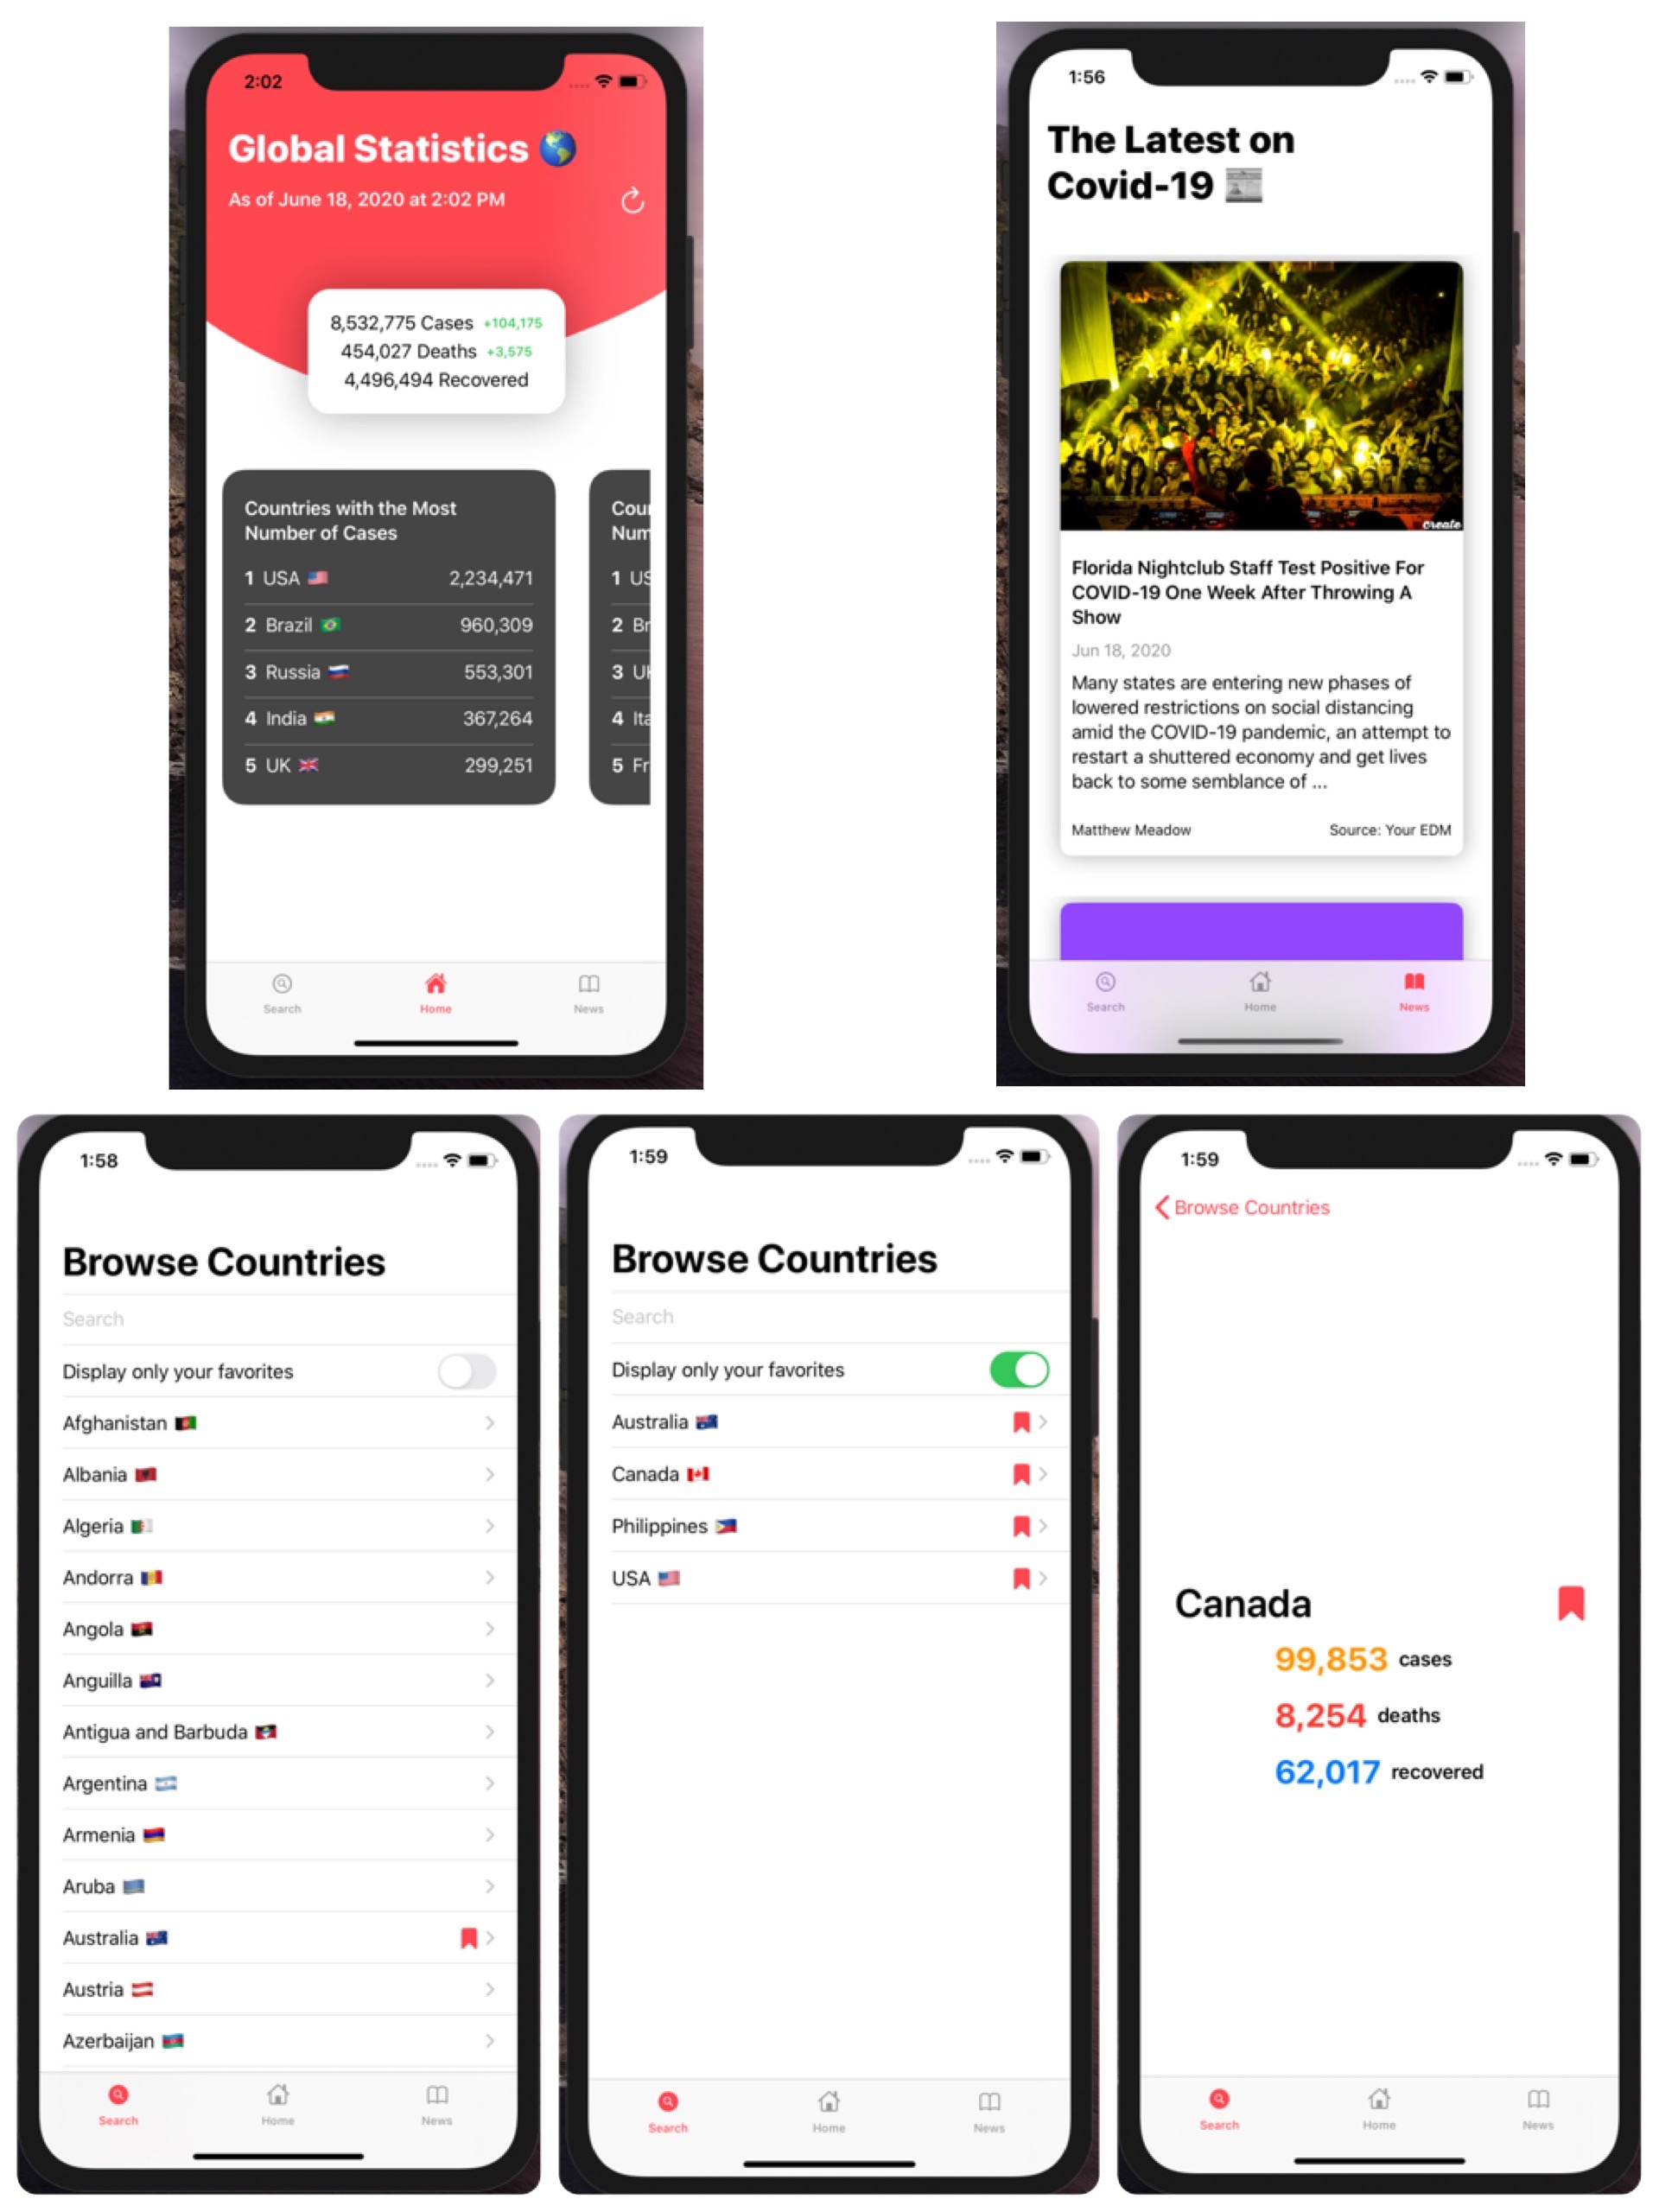 2:02
Global Statistics
As of June 18, 2020 at 2:02 PM
8,532,775 Cases +104,175
454,027 Deaths +3,575
4,496,494 Recovered
Countries with the Most
Number of Cases
1 USA 2,234,471
2 Brazil 960,309
3 Russia 553,301
4 India 367,264
5 UK 299,251
Cou
Num
1 US
2 Br
3 UK
4 Ita
5 Fr
Search Home News
1:56
The Latest on
Covid-19
create
Florida Nightclub Staff Test Positive For
COVID-19 One Week After Throwing A
Show
Jun 18, 2020
Many states are entering new phases of
lowered restrictions on social distancing
amid the COVID-19 pandemic, an attempt to
restart a shuttered economy and get lives
back to some semblance of ...
Matthew Meadow Source: Your EDM
Search Home News
1:58
Browse Countries
Search
Display only your favorites
Afghanistan
Albania
Algeria
Andorra
Angola
Anguilla
Antigua and Barbuda
Argentina
Armenia
Aruba
Australia
Austria
Azerbaijan
Search Home News
1:59
Browse Countries
Search
Display only your favorites
Australia
Canada
Philippines
USA
Search Home News
1:59
Browse Countries
Canada
99,853 cases
8,254 deaths
62,017 recovered
Search Home News